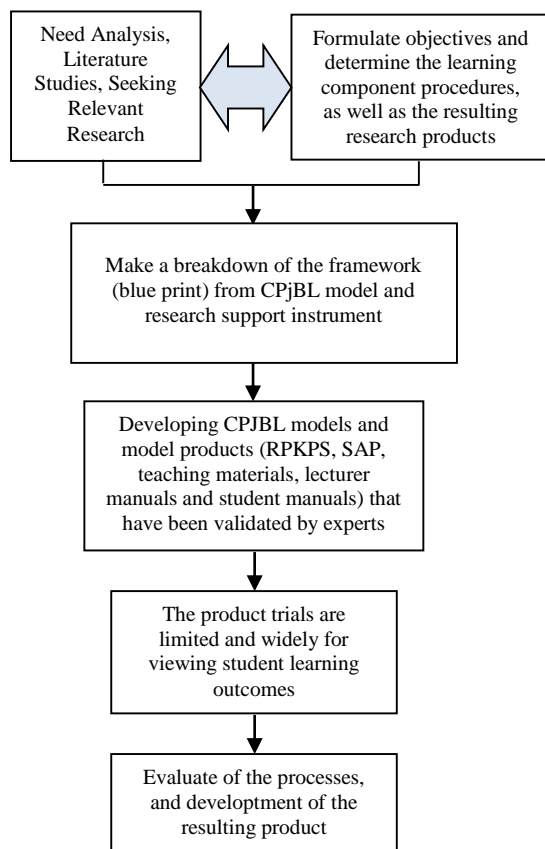 Need Analysis,
Literature
Studies, Seeking
Relevant
Research
Formulate objectives and
determine the learning
component procedures,
as well as the resulting
research products
Make a breakdown of the framework
(blue print) from CPjBL model and
research support instrument
Developing CPJBL models and
model products (RPKPS, SAP,
teaching materials, lecturer
manuals and student manuals) that
have been validated by experts
The product trials are
limited and widely for
viewing student learning
outcomes
Evaluate of the processes,
and developtment of the
resulting product